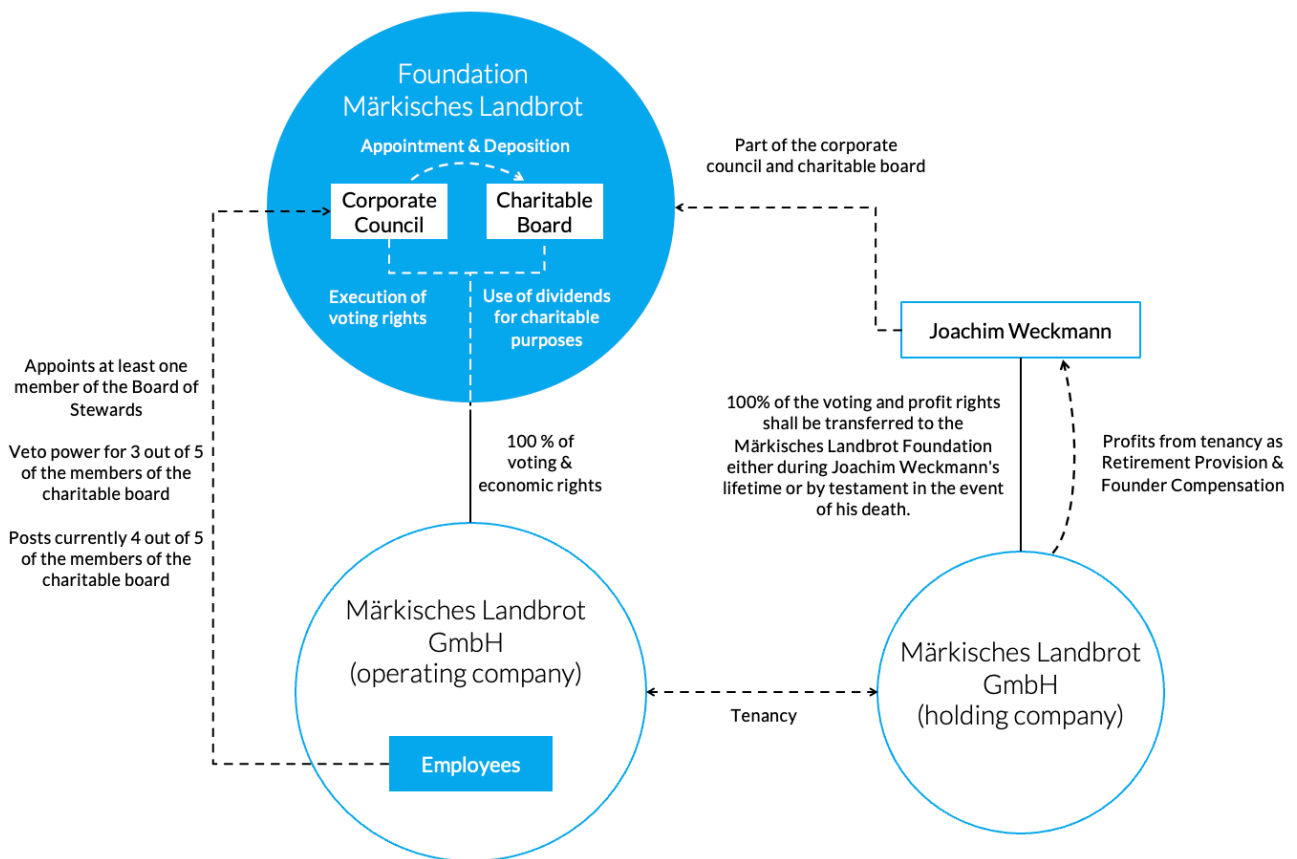 Foundation
Märkisches Landbrot
Appointment & Deposition
Corporate
Council
Charitable
Board
Execution of
voting rights
Use of dividends
for charitable
purposes
Part of the corporate
council and charitable board
Joachim Weckmann
Appoints at least one
member of the Board of
Stewards
Veto power for 3 out of 5
of the members of the
charitable board
Posts currently 4 out of 5
of the members of the
charitable board
100 % of
voting &
economic rights
100% of the voting and profit rights
shall be transferred to the
Märkisches Landbrot Foundation
either during Joachim Weckmann's
lifetime or by testament in the event
of his death.
Profits from tenancy as
Retirement Provision &
Founder Compensation
Märkisches Landbrot
GmbH
(operating company)
Employees
Tenancy
Märkisches Landbrot
GmbH
(holding company)